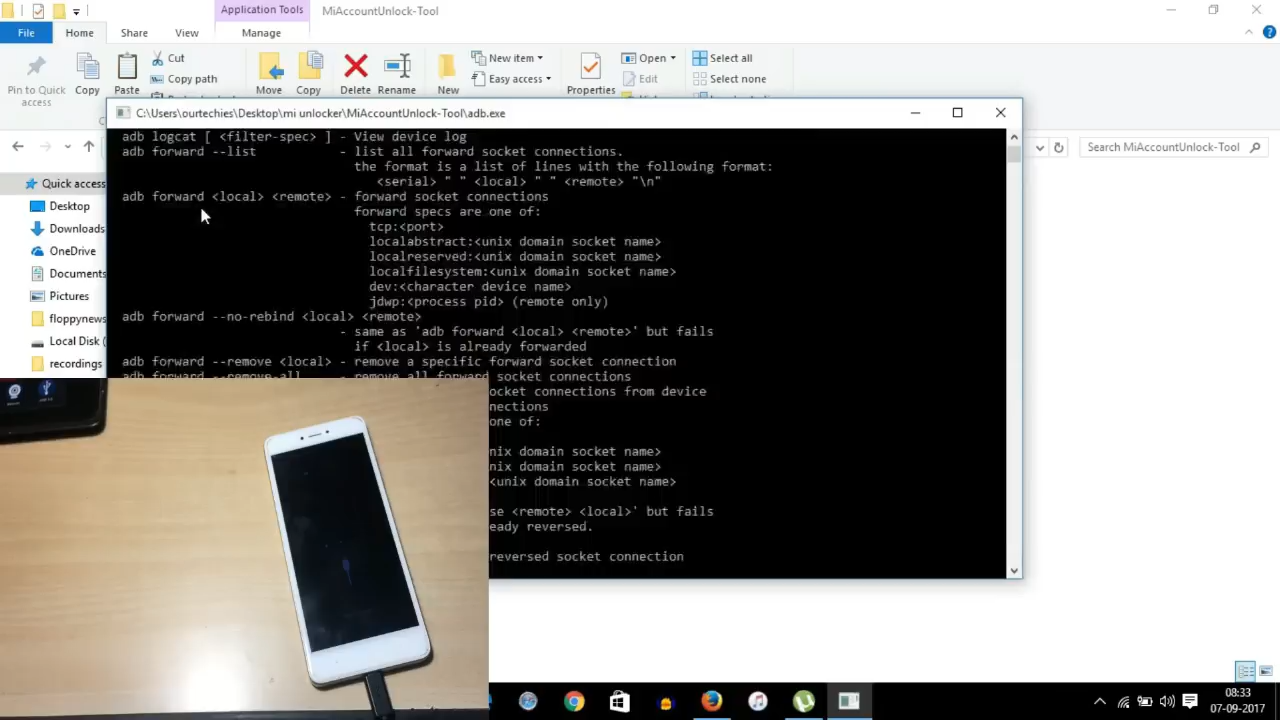 Application Tools
MiAccountUnlock-Tool
File
Home
Share
View
Manage
Pin to Quick access
Copy
Paste
Cut
Copy path
Move
Copy
Delete
Rename
New
New item
Easy access
Properties
Open
Edit
Select all
Select none
Search MiAccountUnlock-Tool
Quick access
Desktop
Downloads
OneDrive
Documents
Pictures
floppynews
Local Disk (
recordings
C:\Users\ourtechies\Desktop\mi unlocker\MiAccountUnlock-Tool\adb.exe
adb logcat [ <filter-spec> ] - View device log
adb forward --list - list all forward socket connections.
the format is a list of lines with the following format:
<serial> " " <local> " " <remote> "\n"
adb forward <local> <remote> - forward socket connections
forward specs are one of:
tcp:<port>
localabstract:<unix domain socket name>
localreserved:<unix domain socket name>
localfilesystem:<unix domain socket name>
dev:<character device name>
jdwp:<process pid> (remote only)
adb forward --no-rebind <local> <remote>
- same as 'adb forward <local> <remote>' but fails
if <local> is already forwarded
adb forward --remove <local> - remove a specific forward socket connection
adb forward --remove-all - remove all forward socket connections
ocket connections from device
nections
one of:
nix domain socket name>
nix domain socket name>
<unix domain socket name>
se <remote> <local>' but fails
eady reversed.
reversed socket connection
08:33
07-09-2017